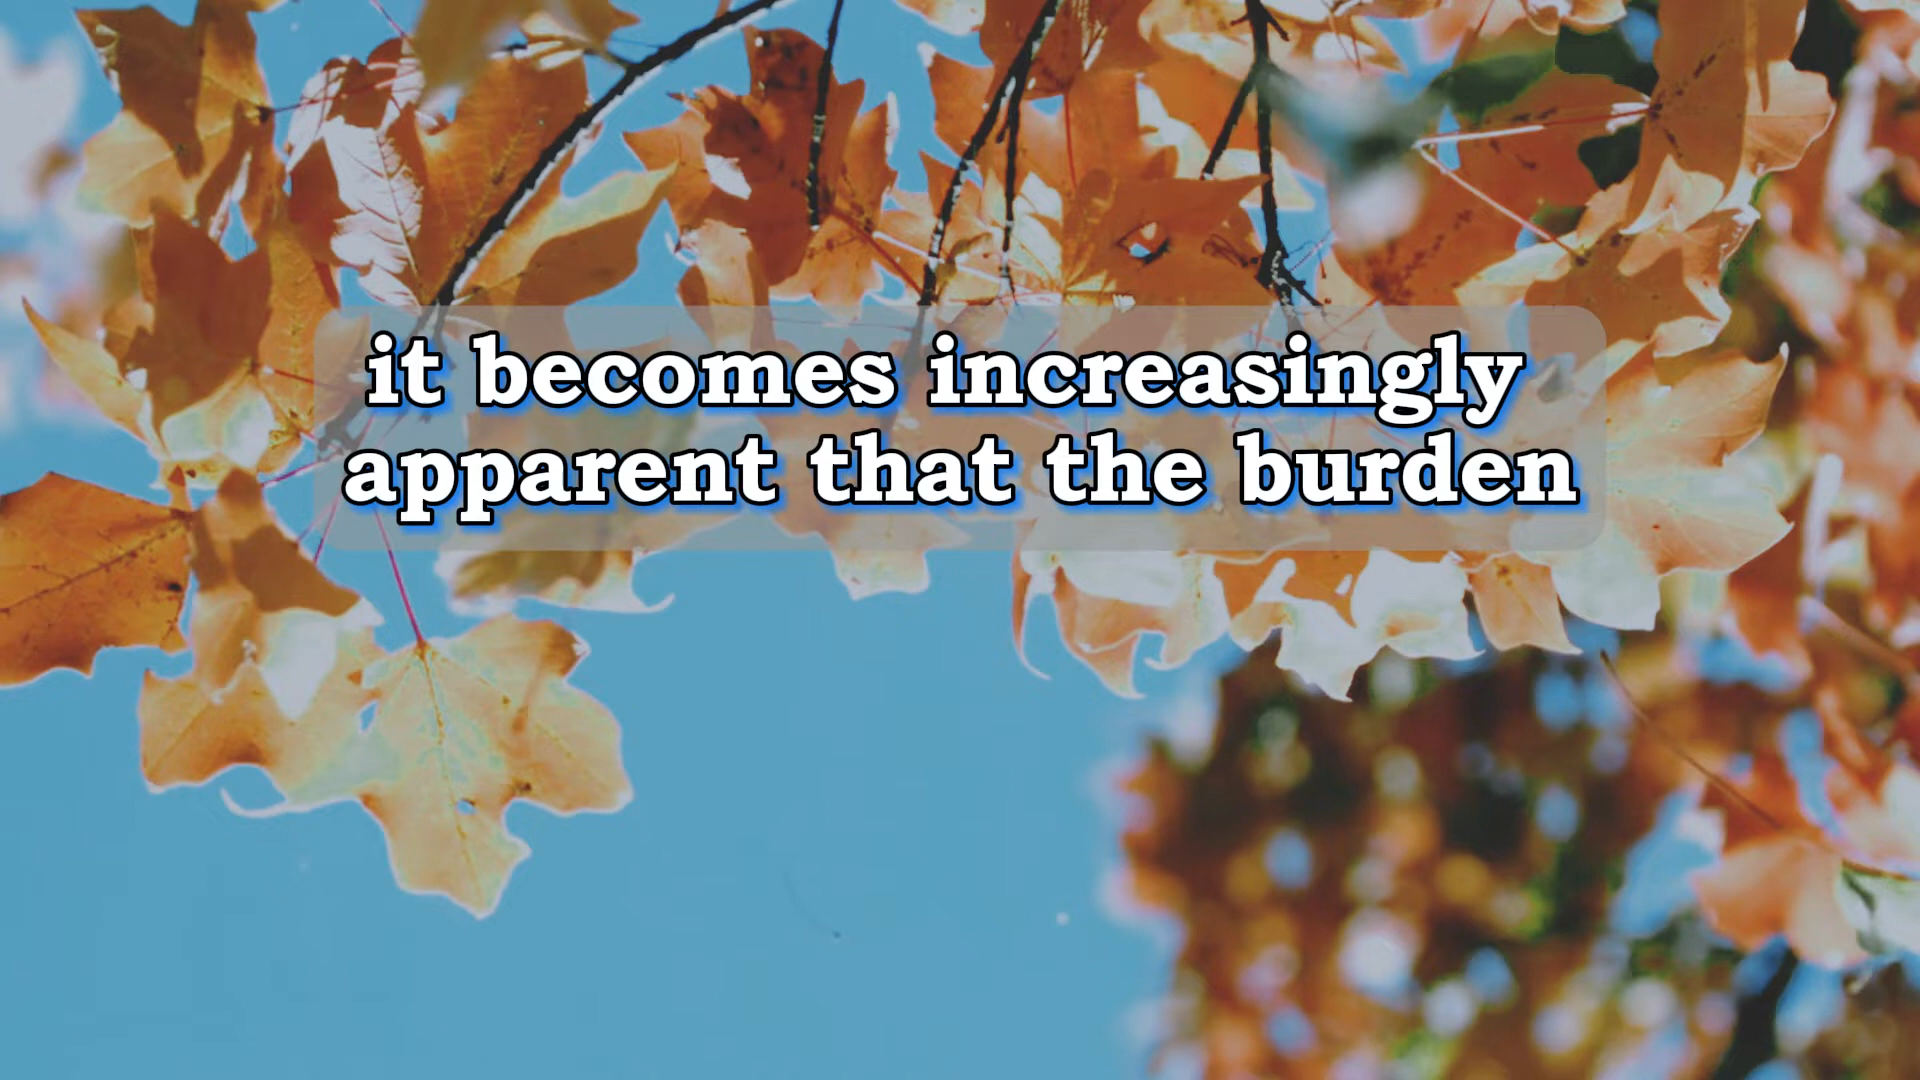 it becomes increasingly
apparent that the burden